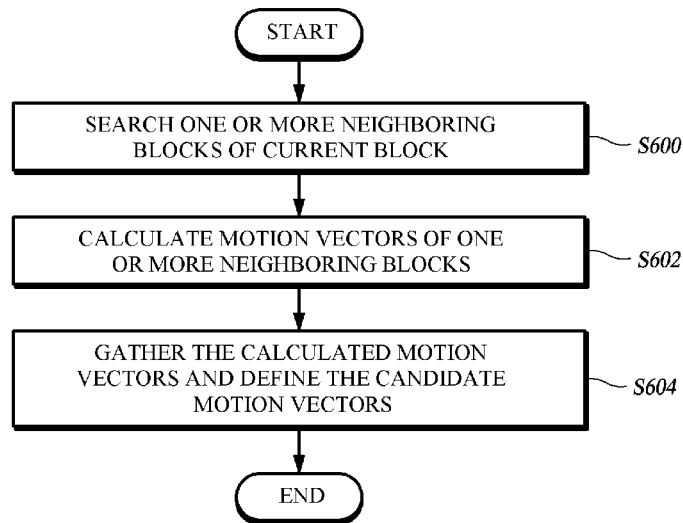 START
SEARCH ONE OR MORE NEIGHBORING
BLOCKS OF CURRENT BLOCK
S600
CALCULATE MOTION VECTORS OF ONE
OR MORE NEIGHBORING BLOCKS
S602
GATHER THE CALCULATED MOTION
VECTORS AND DEFINE THE CANDIDATE
MOTION VECTORS
S604
END